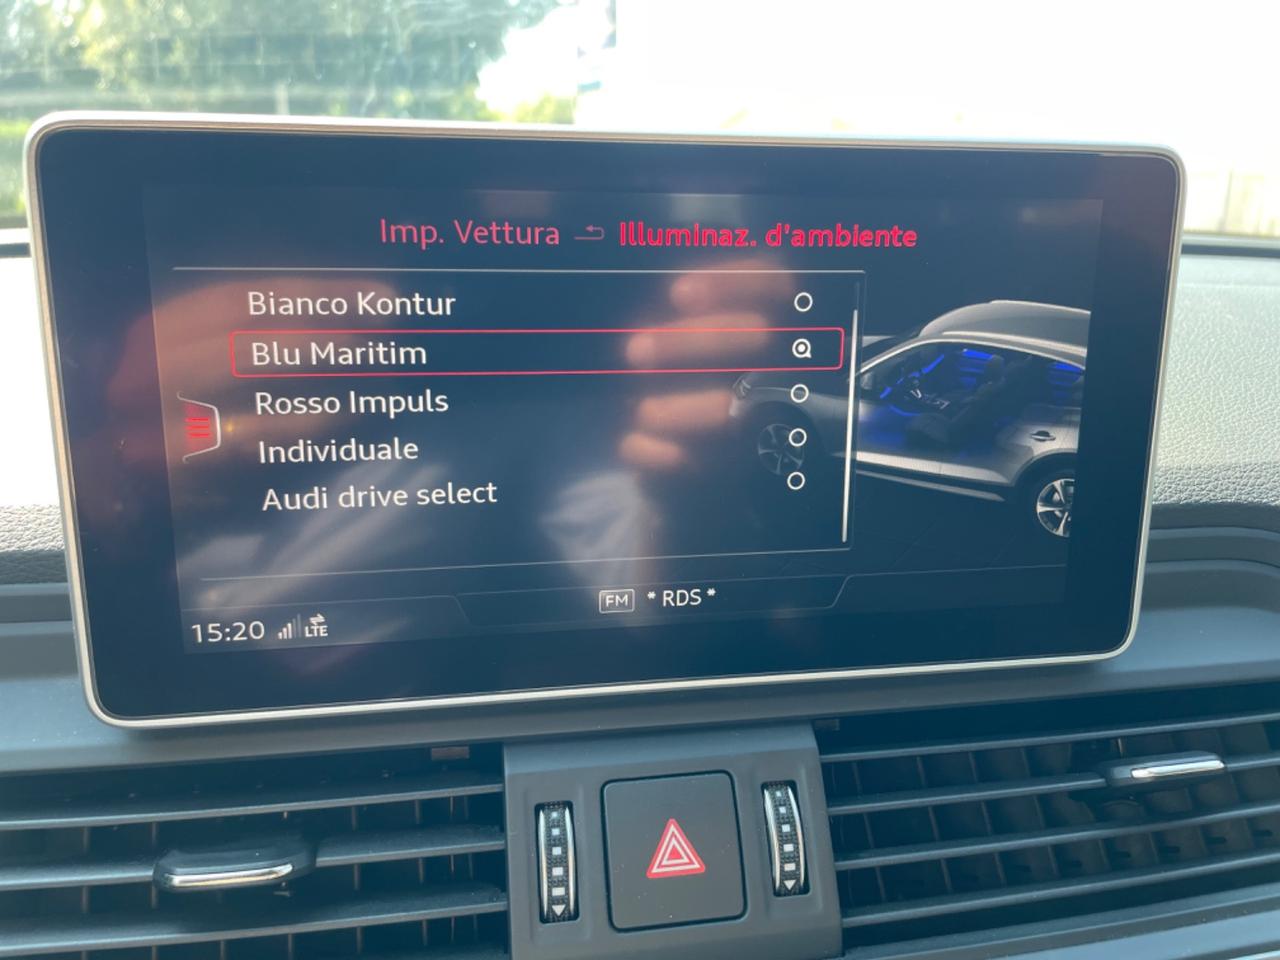 Imp. Vettura Illuminaz. d'ambiente
Bianco Kontur
Blu Maritim
Rosso Impuls
Individuale
Audi drive select
FM * RDS *
15:20 LTE